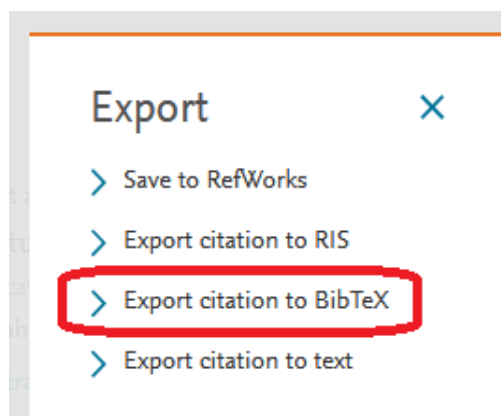 Export
Save to RefWorks
Export citation to RIS
Export citation to BibTeX
Export citation to text